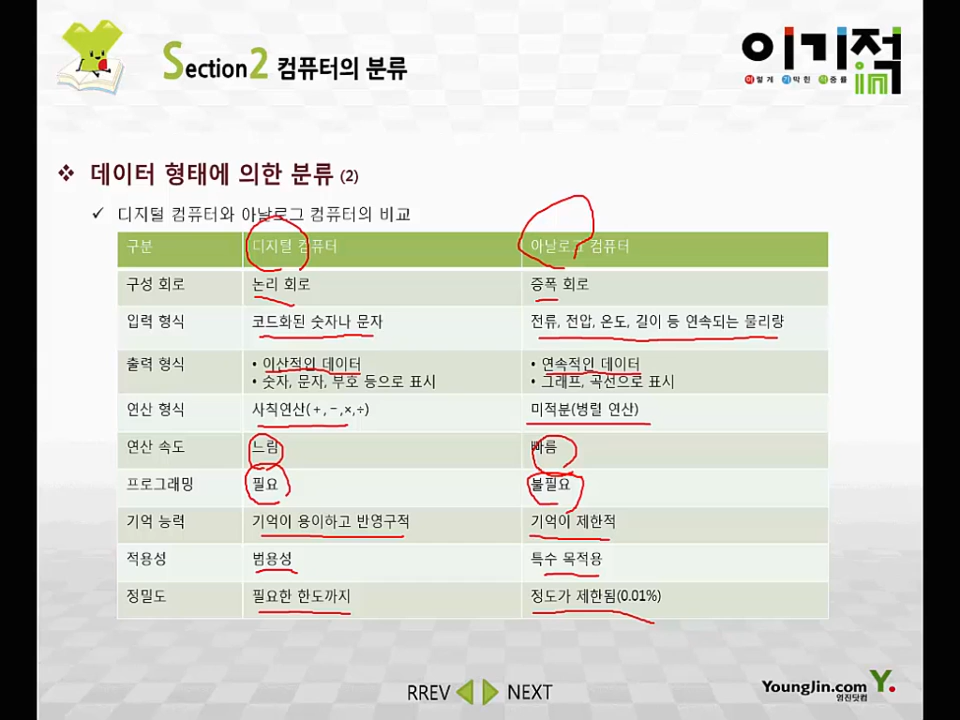 Section2 컴퓨터의 분류
이기적in
이렇게 기막힌 적중률
❖ 데이터 형태에 의한 분류 (2)
✓ 디지털 컴퓨터와 아날로그 컴퓨터의 비교
구분 디지털 컴퓨터 아날로그 컴퓨터
구성 회로 논리 회로 증폭 회로
입력 형식 코드화된 숫자나 문자 전류, 전압, 온도, 길이 등 연속되는 물리량
출력 형식 • 이산적인 데이터 • 연속적인 데이터
• 숫자, 문자, 부호 등으로 표시 • 그래프, 곡선으로 표시
연산 형식 사칙연산(+,−,×,÷) 미적분(병렬 연산)
연산 속도 느림 빠름
프로그래밍 필요 불필요
기억 능력 기억이 용이하고 반영구적 기억이 제한적
적용성 범용성 특수 목적용
정밀도 필요한 한도까지 정도가 제한됨(0.01%)
RREV NEXT
YoungJin.com Y.
영진닷컴